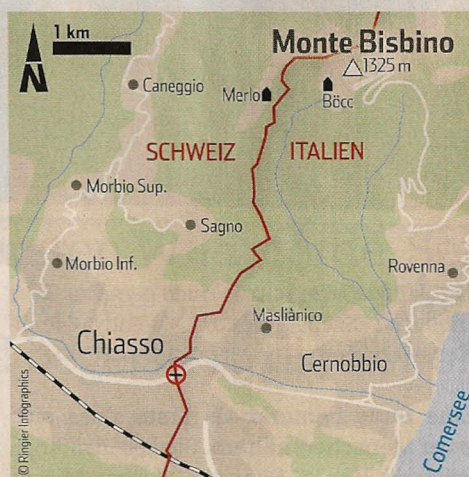 1 km
N
Monte Bisbino
1325 m
Caneggio
Merlo
Böcc
SCHWEIZ
ITALIEN
Morbio Sup.
Sagno
Morbio Inf.
Rovenna
Masliànico
Chiasso
Cernobbio
Comersee
© Ringier Infographics